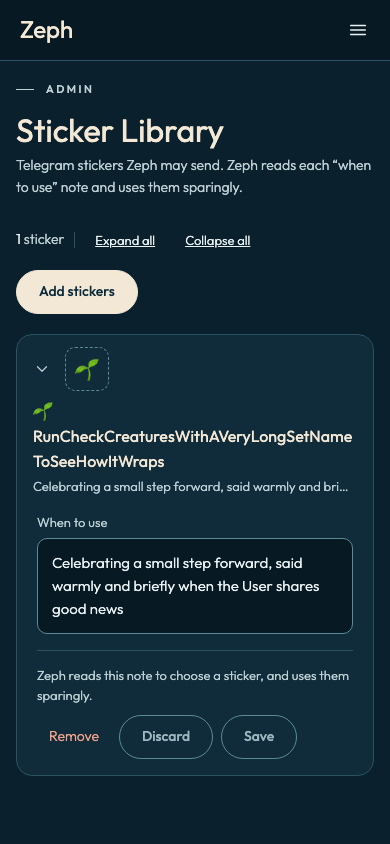 Zeph
ADMIN
Sticker Library
Telegram stickers Zeph may send. Zeph reads each “when
to use” note and uses them sparingly.
1 sticker
Expand all
Collapse all
Add stickers
RunCheckCreaturesWithAVeryLongSetName
ToSeeHowItWraps
Celebrating a small step forward, said warmly and bri…
When to use
Celebrating a small step forward, said
warmly and briefly when the User shares
good news
Zeph reads this note to choose a sticker, and uses them
sparingly.
Remove
Discard
Save